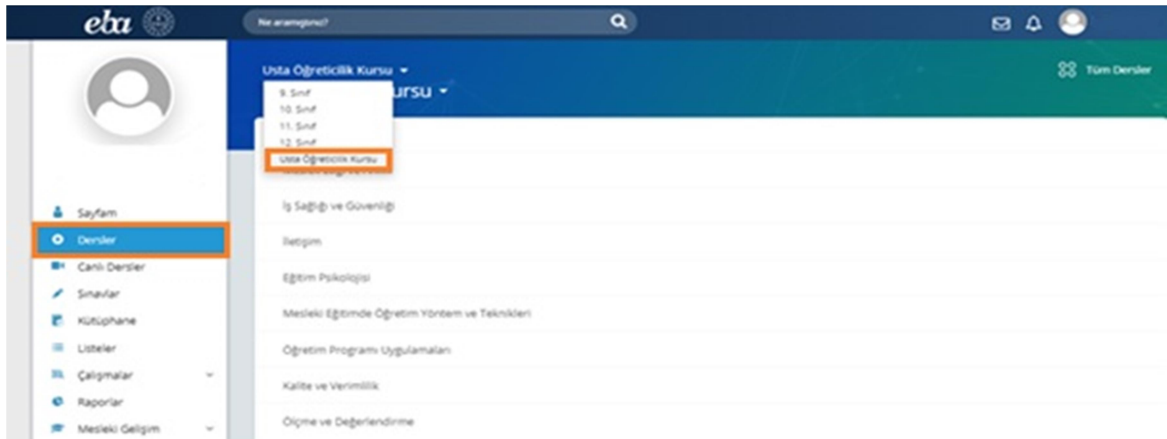 eba
Ne aramıştınız?
Usta Öğreticilik Kursu
Tüm Dersler
ursu
9. Sınıf
10. Sınıf
11. Sınıf
12. Sınıf
Usta Öğreticilik Kursu
İş Sağlığı ve Güvenliği
İletişim
Eğitim Psikolojisi
Mesleki Eğitimde Öğretim Yöntem ve Teknikleri
Öğretim Programı Uygulamaları
Kalite ve Verimlilik
Ölçme ve Değerlendirme
Sayfam
Dersler
Canlı Dersler
Sınavlar
Kütüphane
Listeler
Çalışmalar
Raporlar
Mesleki Gelişim